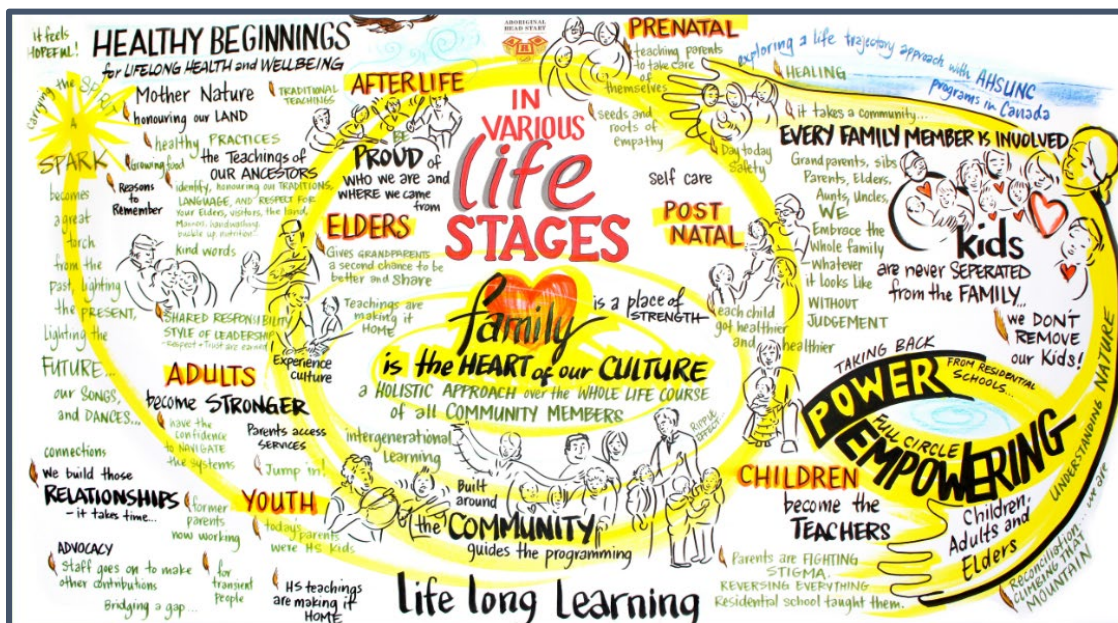 it feels
HOPEFUL!
HEALTHY BEGINNINGS
for LIFELONG HEALTH and WELLBEING
carrying the SPIRIT
A
SPARK
becomes
a great
torch
from the
past, lighting
the PRESENT,
Lighting the
FUTURE...
our SONGS,
and DANCES...
Mother Nature
honouring our LAND
TRADITIONAL
TEACHINGS
healthy PRACTICES
Growing food
the Teachings of
OUR ANCESTORS
Reasons
to
Remember
identify, honouring our TRADITIONS,
LANGUAGE, AND RESPECT FOR
Your Elders, visitors, the land,
Manners, handwashing,
buckle up, nutrition
kind words
SHARED RESPONSIBILITY
STYLE OF LEADERSHIP
Respect + Trust are earned
ABORIGINAL
HEAD START
IN
VARIOUS
life
STAGES
AFTERLIFE
BE
PROUD of
WHO we are and
WHERE we came
from
ELDERS
Gives GRANDPARENTS
a second chance to be
better and Share
Teachings are
making it
HOME
Experience
culture
PRENATAL
teaching parents
to take care
of
themselves
seeds and
roots of
empathy
Day to day
Safety
self care
POST
NATAL
each child
got healthier
and healthier
family
is a place of
STRENGTH
is the HEART of our CULTURE
a HOLISTIC APPROACH over the WHOLE LIFE COURSE
of all COMMUNITY MEMBERS
exploring a life trajectory approach with AHSUNC
programs in Canada
HEALING
it takes a community...
EVERY FAMILY MEMBER IS INVOLVED
Grandparents, sibs
Parents, Elders,
Aunts, Uncles,
WE
Embrace the
Whole family
Whatever
it Looks like
WITHOUT
JUDGEMENT
kids
are never SEPERATED
from the FAMILY...
we DON'T
REMOVE
our Kids!
TAKING BACK
POWER
FROM RESIDENTIAL
SCHOOLS...
FULL CIRCLE
EMPOWERING
Children,
Adults and
Elders
UNDERSTANDING NATURE
Reconciliation... we are
CLIMBING THAT
MOUNTAIN
ADULTS
become STRONGER
have the
confidence
to NAVIGATE
the systems
Parents access
SERVICES
Jump in!
intergenerational
Learning
RIPPLE
EFFECT...
connections
We build those
RELATIONSHIPS
- it takes time...
former
parents
now working
ADVOCACY
Staff goes on to make
other contributions
Bridging a gap...
for
transient
people
YOUTH
today's
parents
were HS kids
HS teachings
are making it
HOME
Built
around
the COMMUNITY
guides the programming
Life long Learning
CHILDREN
become the
TEACHERS
Parents are FIGHTING
STIGMA.
REVERSING EVERYTHING
Residential school taught them.